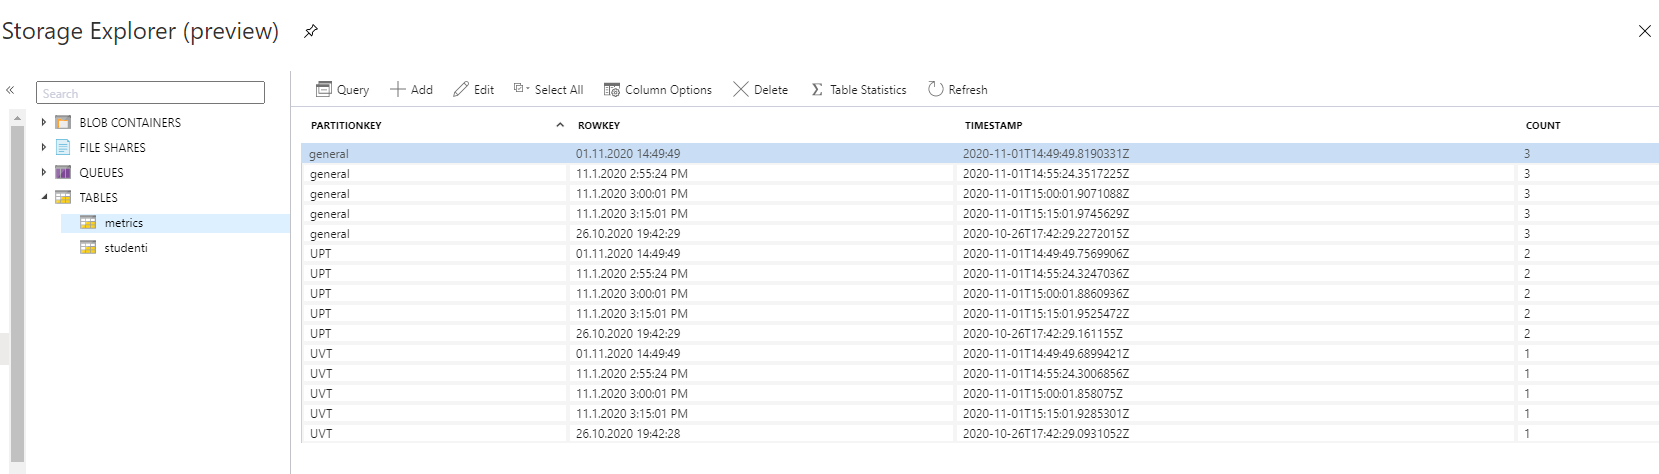 Storage Explorer (preview)
Search
BLOB CONTAINERS
FILE SHARES
QUEUES
TABLES
metrics
studenti
Query Add Edit Select All Column Options Delete Table Statistics Refresh
PARTITIONKEY ROWKEY TIMESTAMP COUNT
general 01.11.2020 14:49:49 2020-11-01T14:49:49.8190331Z 3
general 11.1.2020 2:55:24 PM 2020-11-01T14:55:24.3517225Z 3
general 11.1.2020 3:00:01 PM 2020-11-01T15:00:01.9071088Z 3
general 11.1.2020 3:15:01 PM 2020-11-01T15:15:01.9745629Z 3
general 26.10.2020 19:42:29 2020-10-26T17:42:29.2272015Z 3
UPT 01.11.2020 14:49:49 2020-11-01T14:49:49.7569906Z 2
UPT 11.1.2020 2:55:24 PM 2020-11-01T14:55:24.3247036Z 2
UPT 11.1.2020 3:00:01 PM 2020-11-01T15:00:01.8860936Z 2
UPT 11.1.2020 3:15:01 PM 2020-11-01T15:15:01.9525472Z 2
UPT 26.10.2020 19:42:29 2020-10-26T17:42:29.161155Z 2
UVT 01.11.2020 14:49:49 2020-11-01T14:49:49.6899421Z 1
UVT 11.1.2020 2:55:24 PM 2020-11-01T14:55:24.3006856Z 1
UVT 11.1.2020 3:00:01 PM 2020-11-01T15:00:01.858075Z 1
UVT 11.1.2020 3:15:01 PM 2020-11-01T15:15:01.9285301Z 1
UVT 26.10.2020 19:42:28 2020-10-26T17:42:29.0931052Z 1